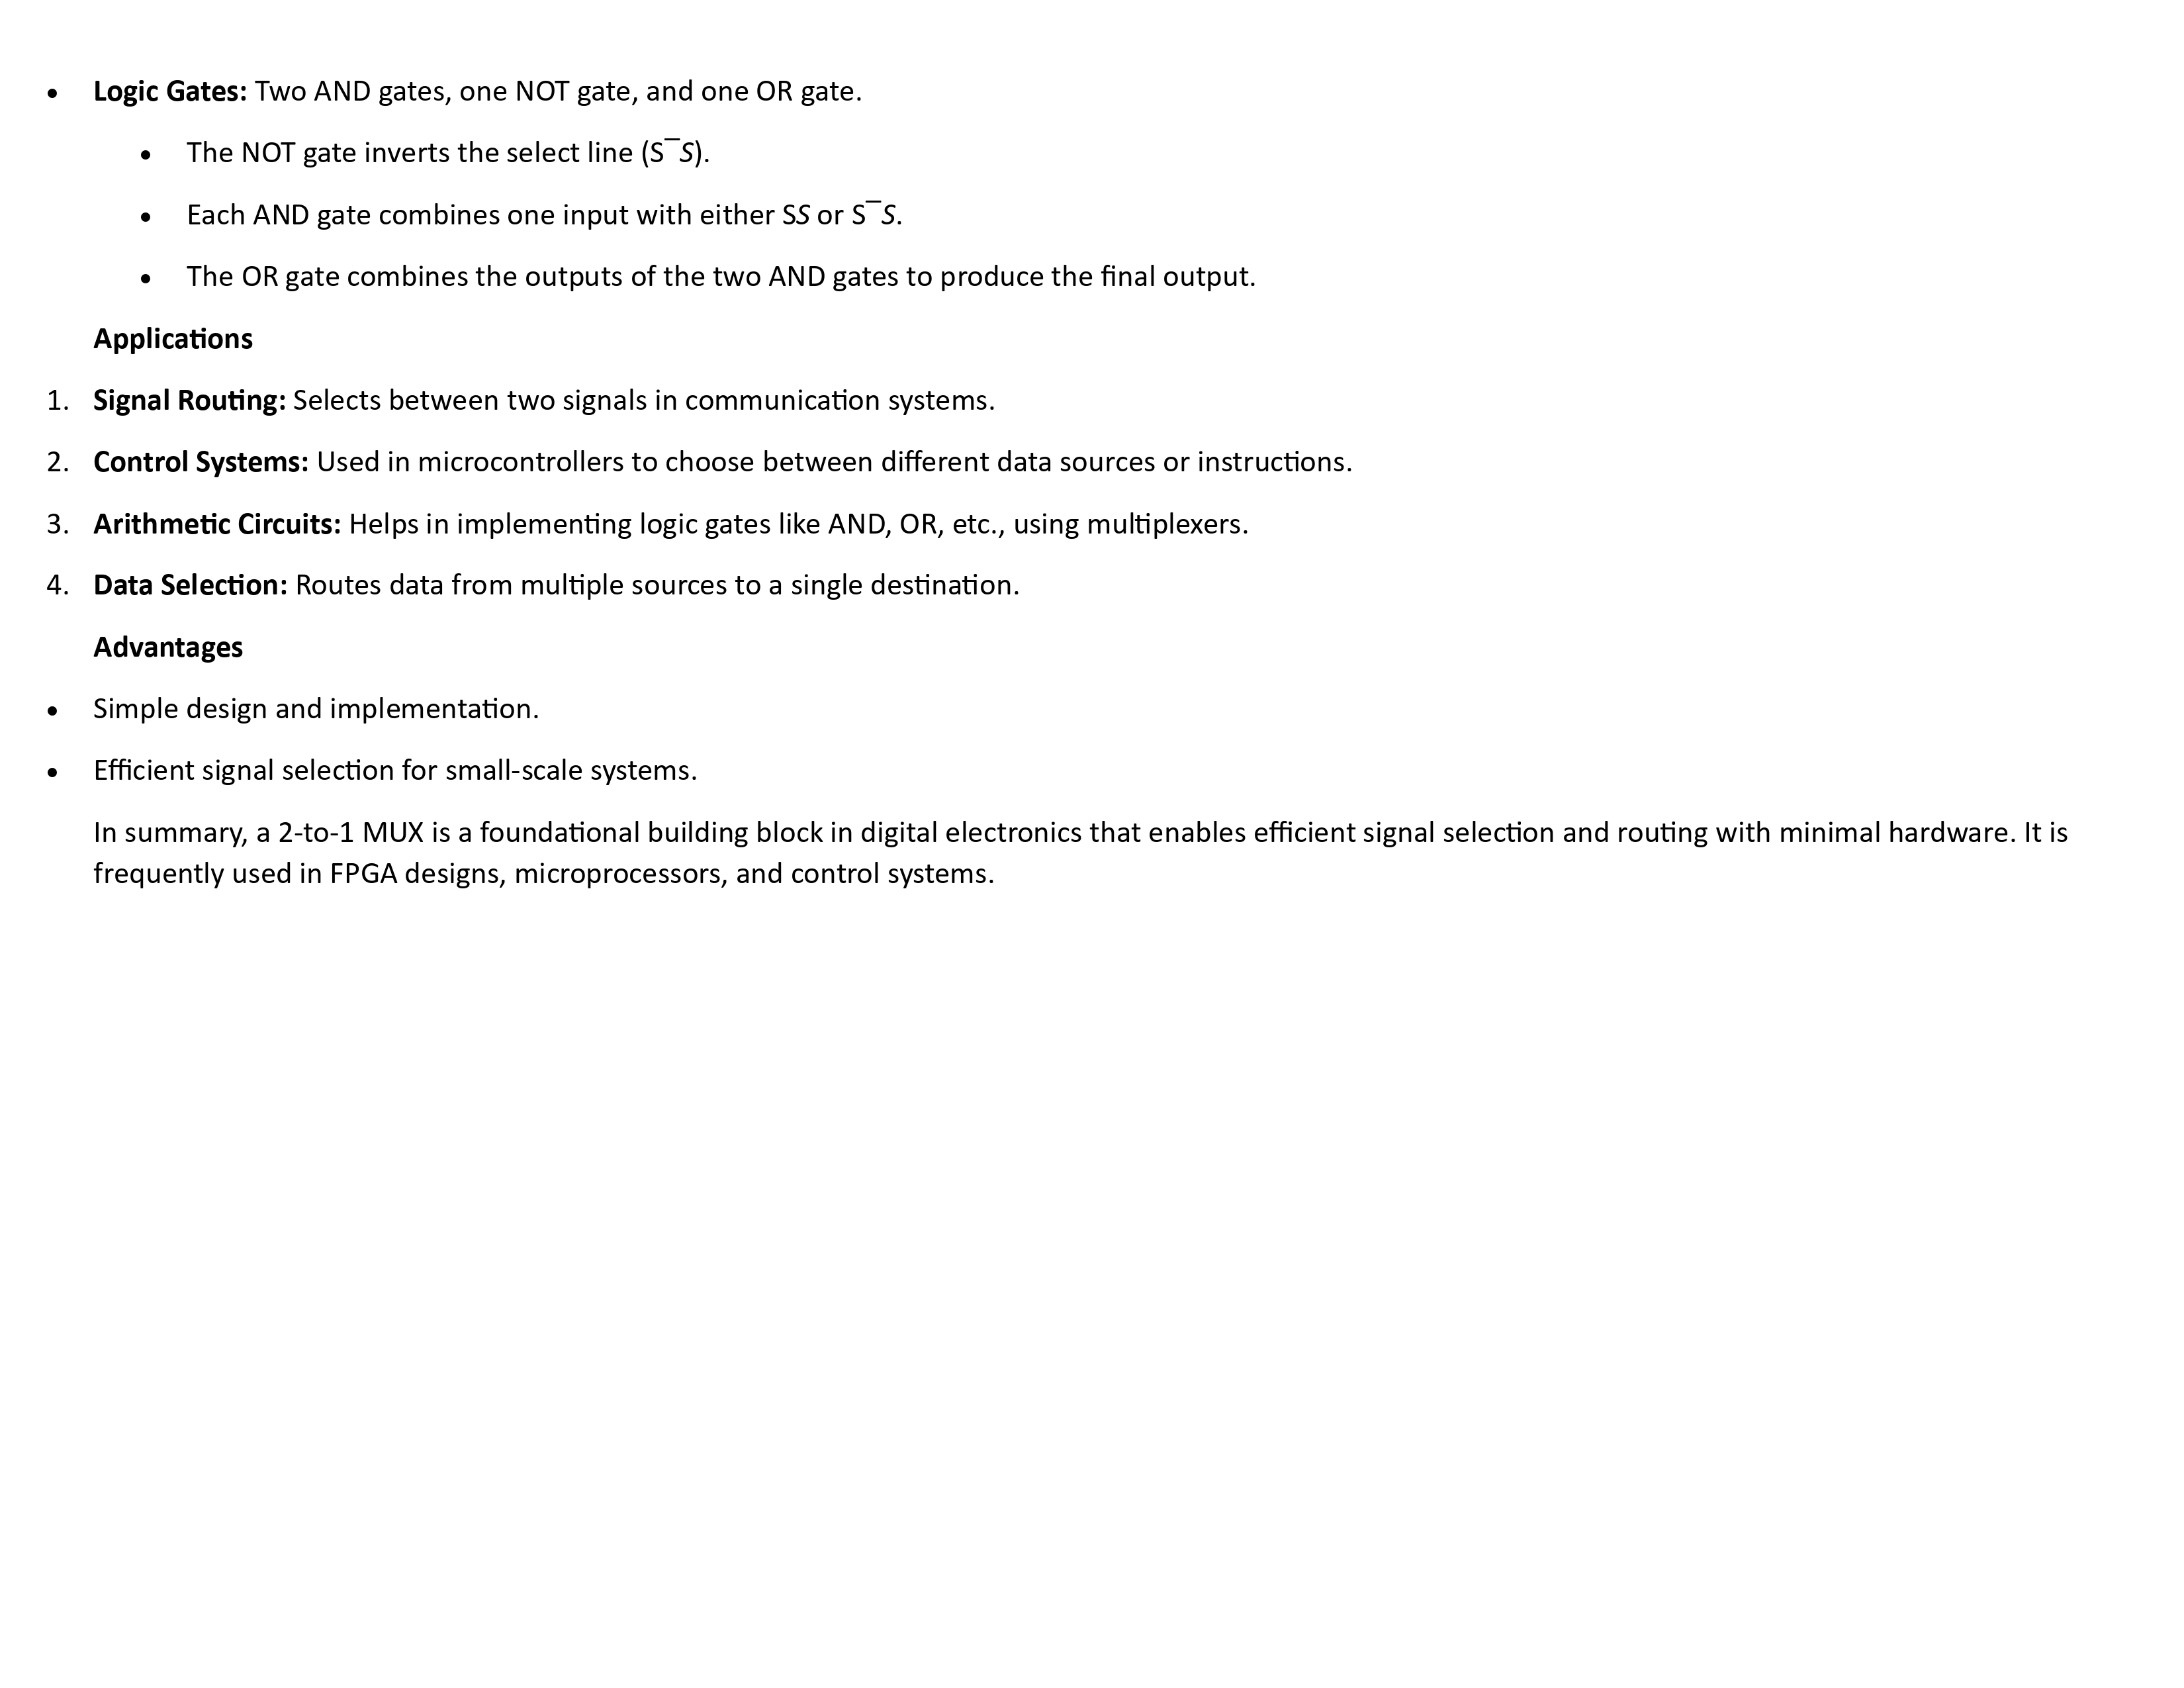 • Logic Gates: Two AND gates, one NOT gate, and one OR gate.
• The NOT gate inverts the select line (S‾S).
• Each AND gate combines one input with either SS or S‾S.
• The OR gate combines the outputs of the two AND gates to produce the final output.
Applications
1. Signal Routing: Selects between two signals in communication systems.
2. Control Systems: Used in microcontrollers to choose between different data sources or instructions.
3. Arithmetic Circuits: Helps in implementing logic gates like AND, OR, etc., using multiplexers.
4. Data Selection: Routes data from multiple sources to a single destination.
Advantages
• Simple design and implementation.
• Efficient signal selection for small-scale systems.
In summary, a 2-to-1 MUX is a foundational building block in digital electronics that enables efficient signal selection and routing with minimal hardware. It is
frequently used in FPGA designs, microprocessors, and control systems.